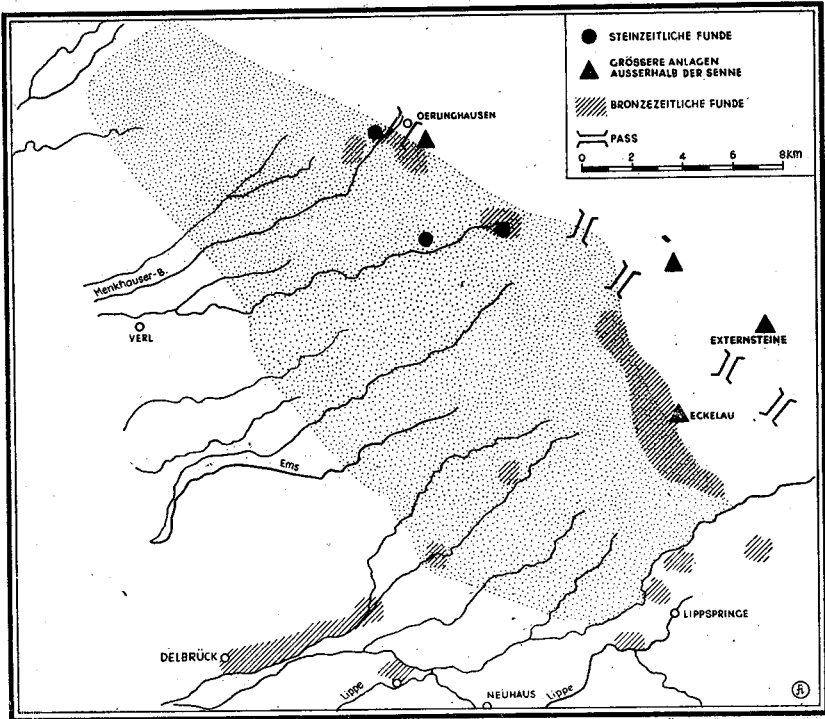 STEINZEITLICHE FUNDE
GRÖSSERE ANLAGEN
AUSSERHALB DER SENNE
BRONZEZEITLICHE FUNDE
PASS
0 2 4 6 8Km
OERLINGHAUSEN
Menkhauser-B.
VERL
EXTERNSTEINE
ECKELAU
Ems
LIPPSPRINGE
DELBRÜCK
Lippe
NEUHAUS
Lippe